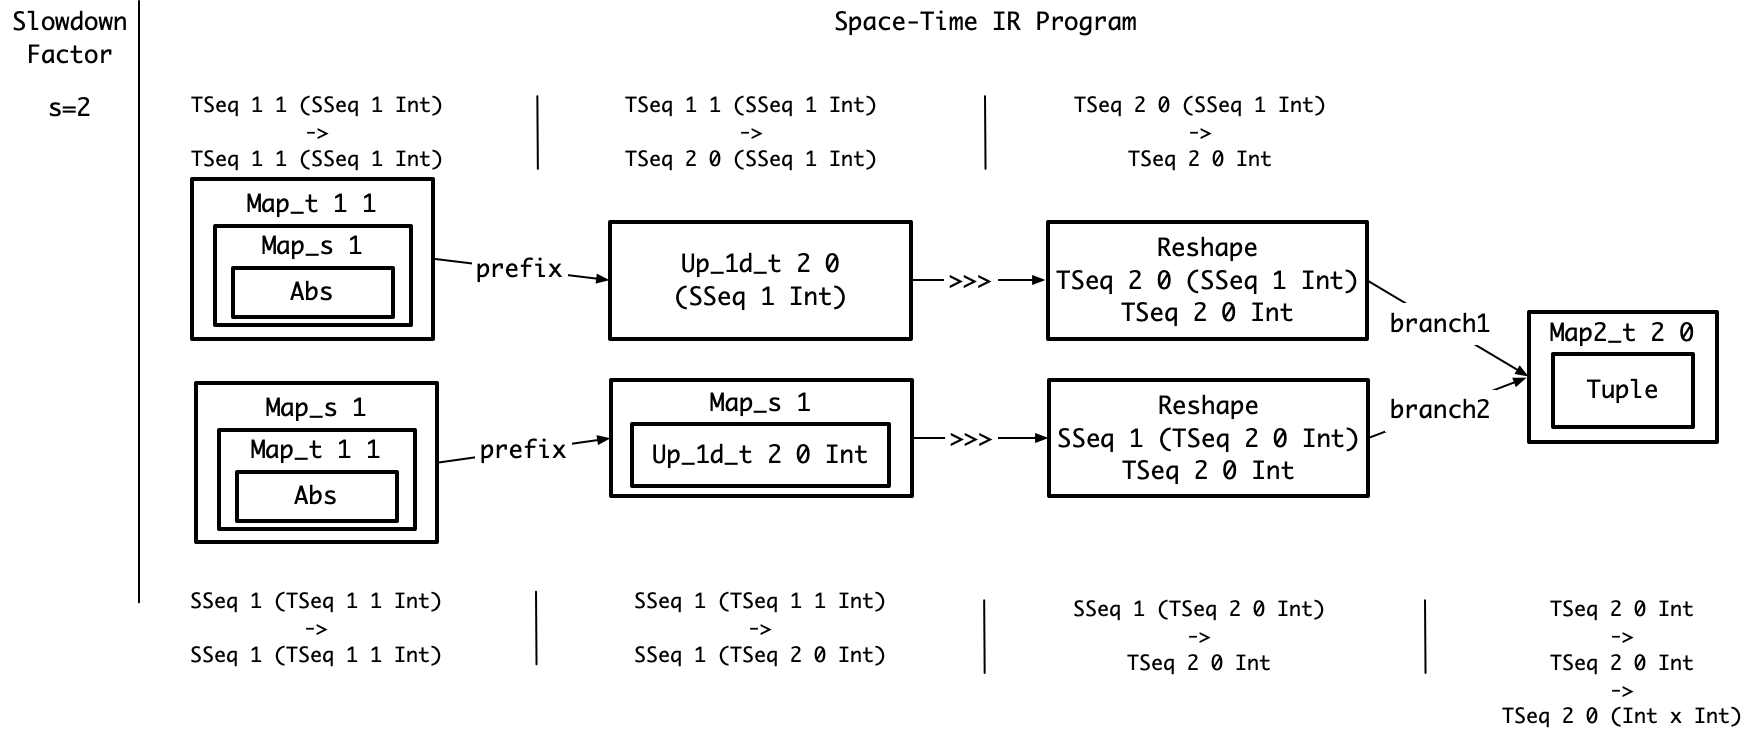 Slowdown
Factor
Space-Time IR Program
s=2
TSeq 1 1 (SSeq 1 Int)
->
TSeq 1 1 (SSeq 1 Int)
TSeq 1 1 (SSeq 1 Int)
->
TSeq 2 0 (SSeq 1 Int)
TSeq 2 0 (SSeq 1 Int)
->
TSeq 2 0 Int
Map_t 1 1
Map_s 1
Abs
prefix
Up_1d_t 2 0
(SSeq 1 Int)
>>>
Reshape
TSeq 2 0 (SSeq 1 Int)
TSeq 2 0 Int
branch1
Map_s 1
Map_t 1 1
Abs
prefix
Map_s 1
Up_1d_t 2 0 Int
>>>
Reshape
SSeq 1 (TSeq 2 0 Int)
TSeq 2 0 Int
branch2
Map2_t 2 0
Tuple
SSeq 1 (TSeq 1 1 Int)
->
SSeq 1 (TSeq 1 1 Int)
SSeq 1 (TSeq 1 1 Int)
->
SSeq 1 (TSeq 2 0 Int)
SSeq 1 (TSeq 2 0 Int)
->
TSeq 2 0 Int
TSeq 2 0 Int
->
TSeq 2 0 Int
->
TSeq 2 0 (Int x Int)